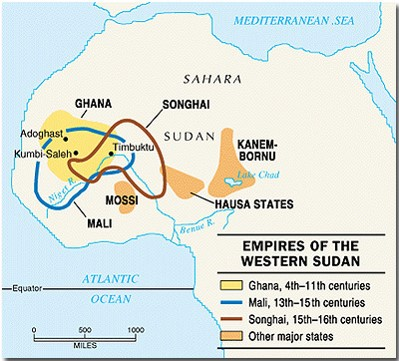 MEDITERRANEAN SEA
SAHARA
GHANA
SONGHAI
Adoghast
SUDAN
KANEM-
BORNU
Kumbi-Saleh
Timbuktu
Lake Chad
Niger R.
MOSSI
HAUSA STATES
MALI
Benue R.
EMPIRES OF THE
WESTERN SUDAN
ATLANTIC
OCEAN
Equator
Ghana, 4th–11th centuries
Mali, 13th–15th centuries
Songhai, 15th–16th centuries
Other major states
0 500 1000
MILES